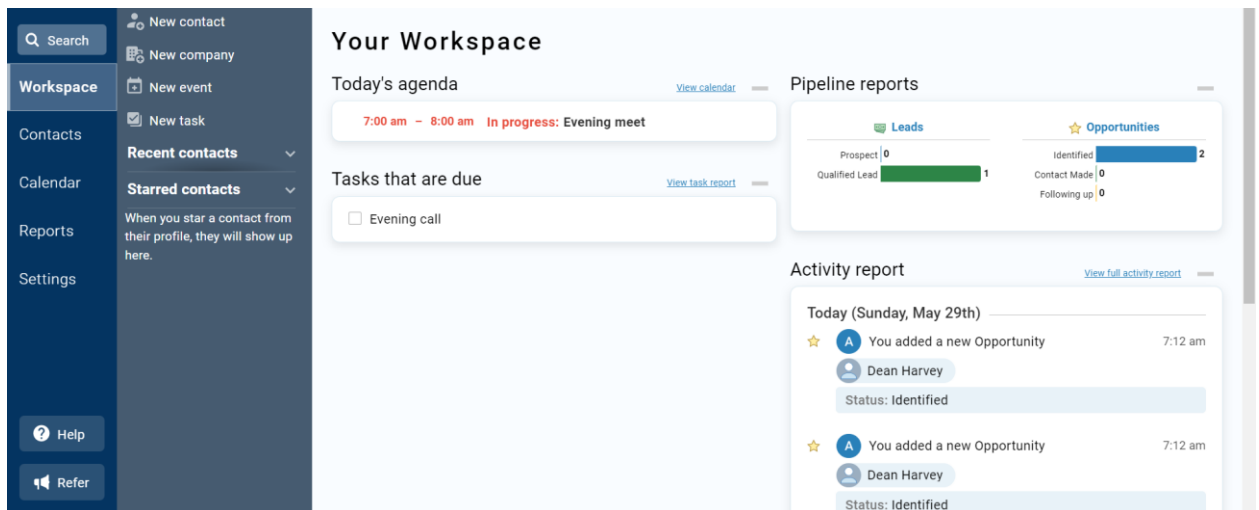 Search
Workspace
Contacts
Calendar
Reports
Settings
Help
Refer
New contact
New company
New event
New task
Recent contacts
Starred contacts
When you star a contact from
their profile, they will show up
here.
Your Workspace
Today's agenda
View calendar
7:00 am – 8:00 am In progress: Evening meet
Tasks that are due
View task report
Evening call
Pipeline reports
Leads
Prospect 0
Qualified Lead 1
Opportunities
Identified 2
Contact Made 0
Following up 0
Activity report
View full activity report
Today (Sunday, May 29th)
A You added a new Opportunity 7:12 am
Dean Harvey
Status: Identified
A You added a new Opportunity 7:12 am
Dean Harvey
Status: Identified